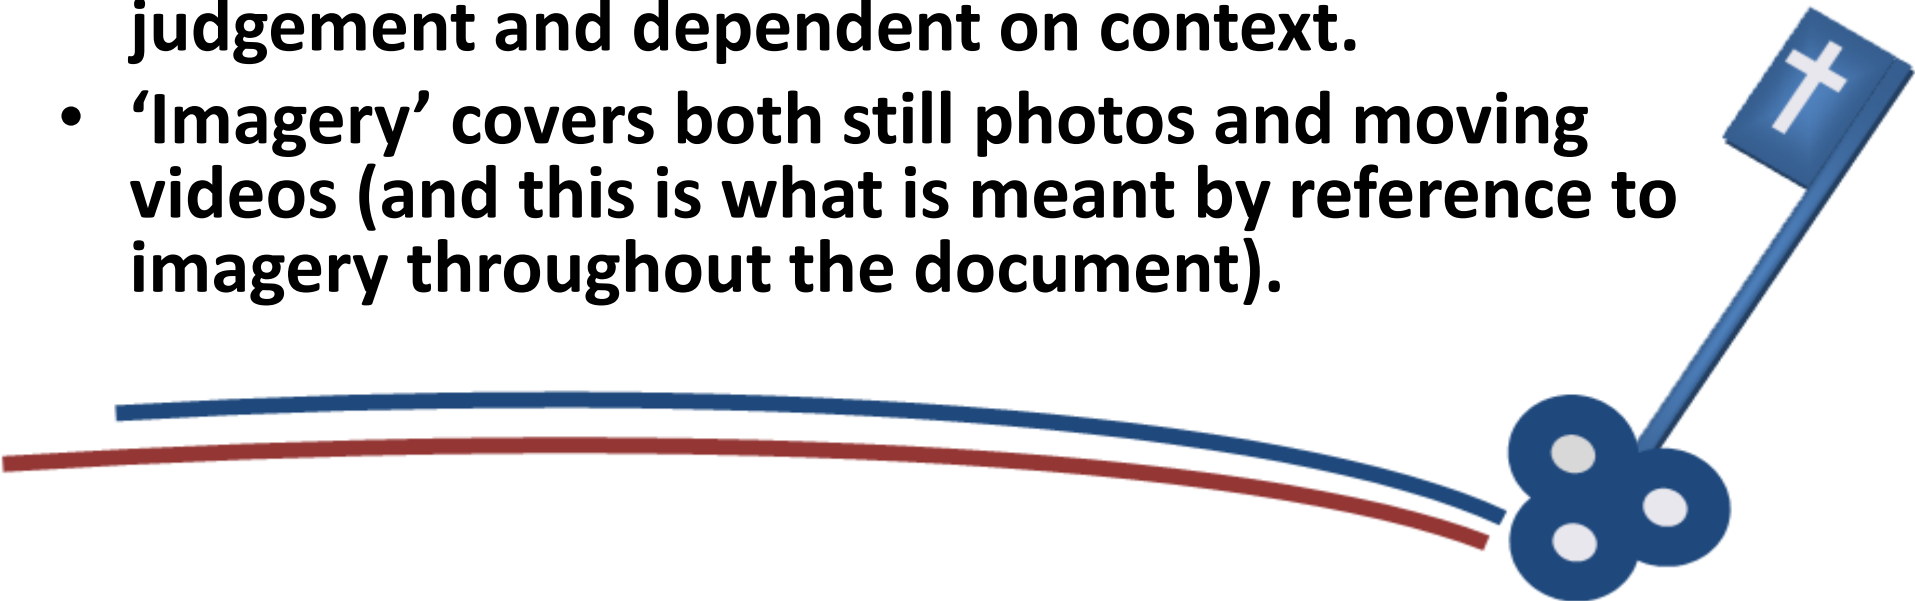 judgement and dependent on context.
• ‘Imagery’ covers both still photos and moving
videos (and this is what is meant by reference to
imagery throughout the document).